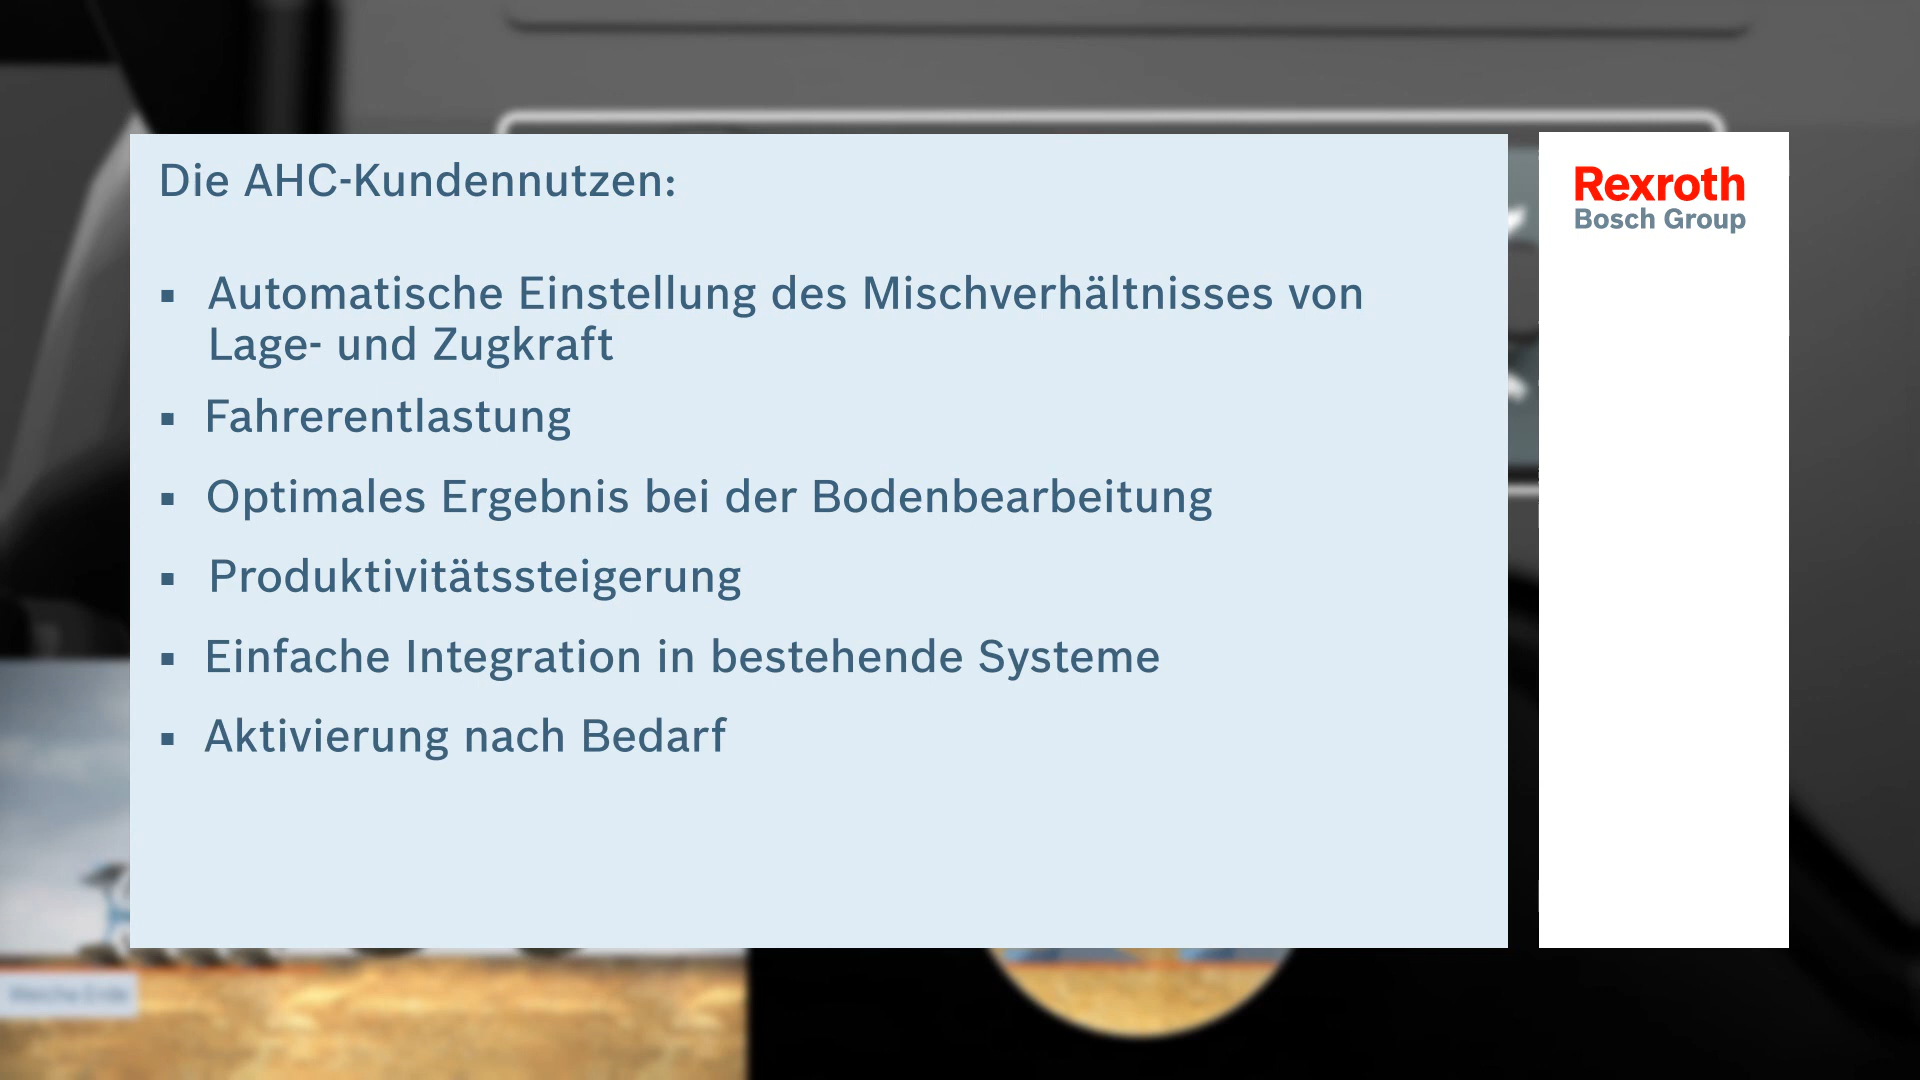 Die AHC-Kundennutzen:
▪ Automatische Einstellung des Mischverhältnisses von
Lage- und Zugkraft
▪ Fahrerentlastung
▪ Optimales Ergebnis bei der Bodenbearbeitung
▪ Produktivitätssteigerung
▪ Einfache Integration in bestehende Systeme
▪ Aktivierung nach Bedarf
Rexroth
Bosch Group